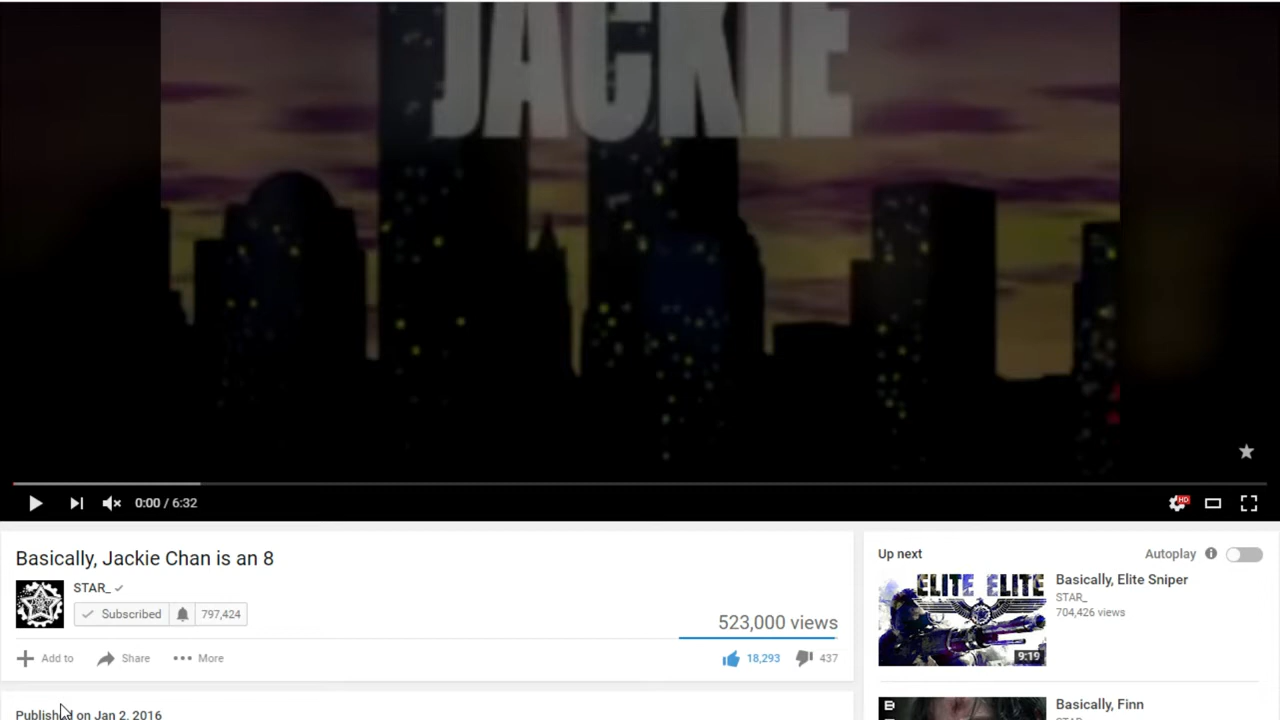 JACKIE
0:00 / 6:32
HD
Basically, Jackie Chan is an 8
STAR_
Subscribed 797,424
523,000 views
Add to Share More 18,293 437
Published on Jan 2, 2016
Up next Autoplay
ELITE ELITE
9:19
Basically, Elite Sniper
STAR_
704,426 views
B
Basically, Finn
STAR_